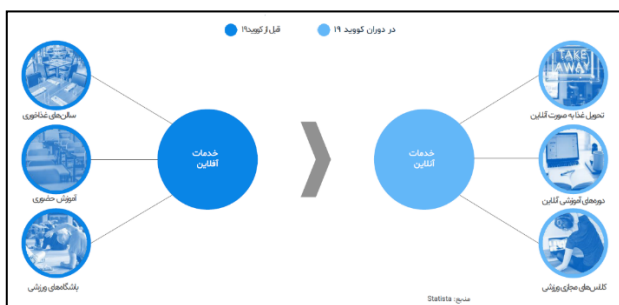 در دوران کووید ۱۹
قبل از کووید۱۹
TAKE
AWAY
سالن‌های غذاخوری
تحویل غذا به صورت آنلاین
خدمات
آفلاین
خدمات
آنلاین
آموزش حضوری
دوره‌های آموزشی آنلاین
باشگاه‌های ورزشی
کلاس‌های مجازی ورزشی
منبع: Statista